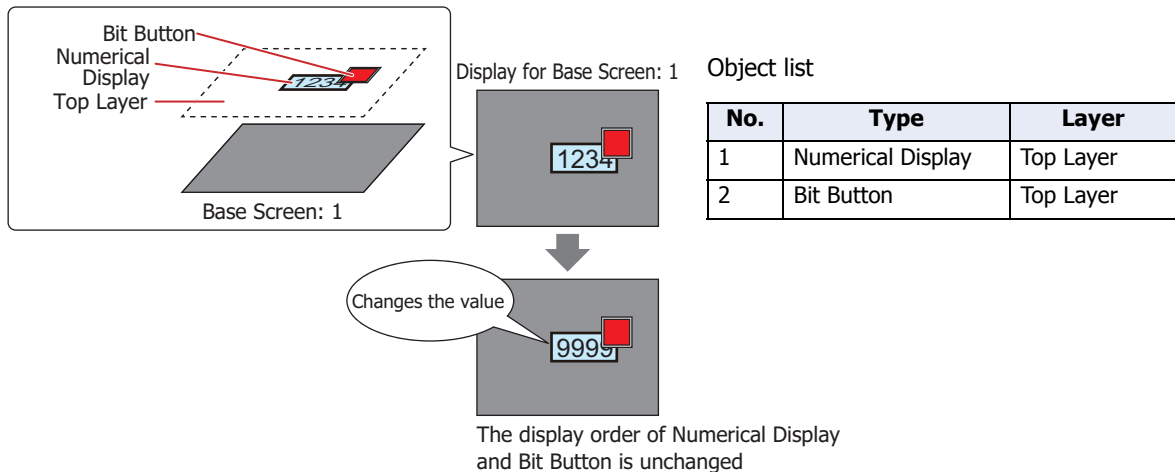 Bit Button
Numerical
Display
Top Layer
1234
Base Screen: 1
Display for Base Screen: 1
1234
Changes the value
9999
The display order of Numerical Display
and Bit Button is unchanged
Object list
No. Type Layer
1 Numerical Display Top Layer
2 Bit Button Top Layer